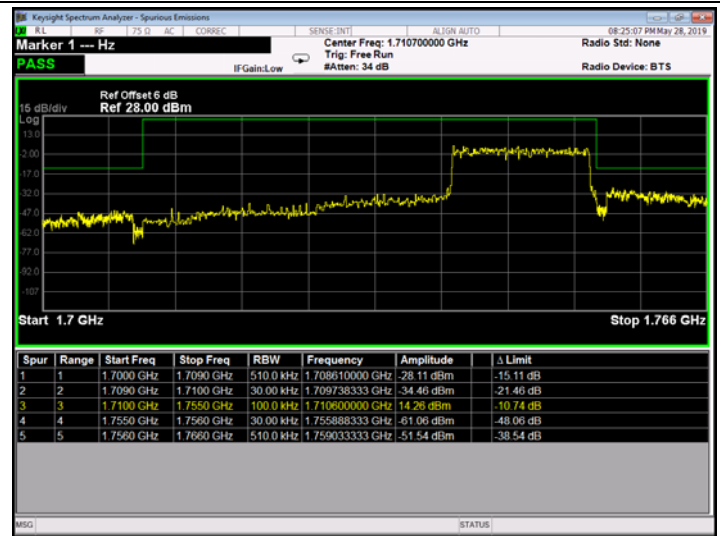 Keysight Spectrum Analyzer - Spurious Emissions
RL RF 75 Ω AC CORREC SENSE:INT ALIGN AUTO 08:25:07 PM May 28, 2019
Marker 1 --- Hz Center Freq: 1.710700000 GHz Radio Std: None
Trig: Free Run
PASS IFGain:Low #Atten: 34 dB Radio Device: BTS
Ref Offset 6 dB
15 dB/div Ref 28.00 dBm
Log
13.0
-2.00
-17.0
-32.0
-47.0
-62.0
-77.0
-92.0
-107
Start 1.7 GHz Stop 1.766 GHz
Spur Range Start Freq Stop Freq RBW Frequency Amplitude Δ Limit
1 1 1.7000 GHz 1.7090 GHz 510.0 kHz 1.708610000 GHz -28.11 dBm -15.11 dB
2 2 1.7090 GHz 1.7100 GHz 30.00 kHz 1.709738333 GHz -34.46 dBm -21.46 dB
3 3 1.7100 GHz 1.7550 GHz 100.0 kHz 1.710600000 GHz 14.26 dBm -10.74 dB
4 4 1.7550 GHz 1.7560 GHz 30.00 kHz 1.755888333 GHz -61.06 dBm -48.06 dB
5 5 1.7560 GHz 1.7660 GHz 510.0 kHz 1.759033333 GHz -51.54 dBm -38.54 dB
MSG STATUS